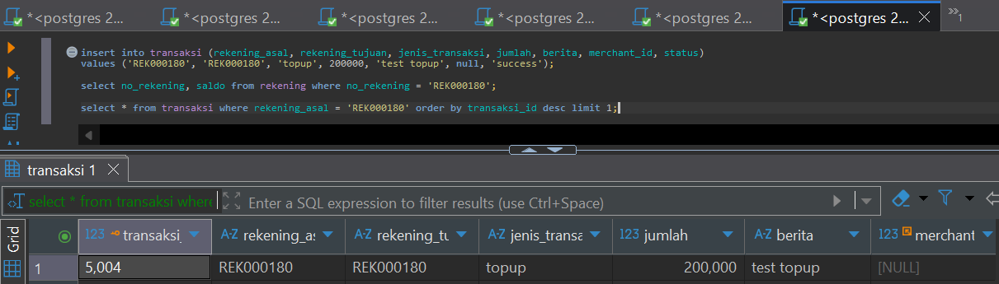 *<postgres 2... *<postgres 2... *<postgres 2... *<postgres 2... *<postgres 2... *<postgres 2... »1
insert into transaksi (rekening_asal, rekening_tujuan, jenis_transaksi, jumlah, berita, merchant_id, status)
values ('REK000180', 'REK000180', 'topup', 200000, 'test topup', null, 'success');
select no_rekening, saldo from rekening where no_rekening = 'REK000180';
select * from transaksi where rekening_asal = 'REK000180' order by transaksi_id desc limit 1;
transaksi 1
select * from transaksi where Enter a SQL expression to filter results (use Ctrl+Space)
Grid
123 transaksi_ A-Z rekening_as A-Z rekening_tu A-Z jenis_transa 123 jumlah A-Z berita 123 merchant
1 5,004 REK000180 REK000180 topup 200,000 test topup [NULL]